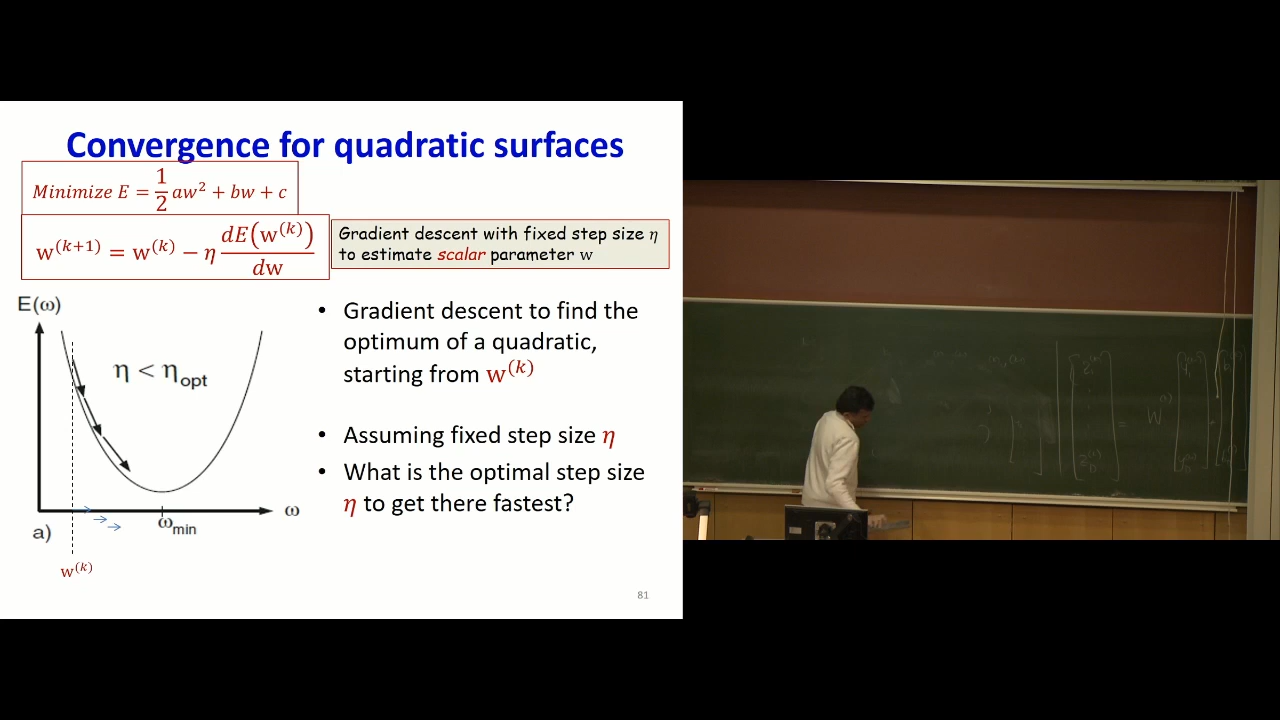 Convergence for quadratic surfaces
Minimize E = 1/2 aw² + bw + c
w^(k+1) = w^(k) − η dE(w^(k))/dw
Gradient descent with fixed step size η
to estimate scalar parameter w
E(ω)
η < η_opt
ω
ω_min
a)
w^(k)
• Gradient descent to find the
optimum of a quadratic,
starting from w^(k)
• Assuming fixed step size η
• What is the optimal step size
η to get there fastest?
81